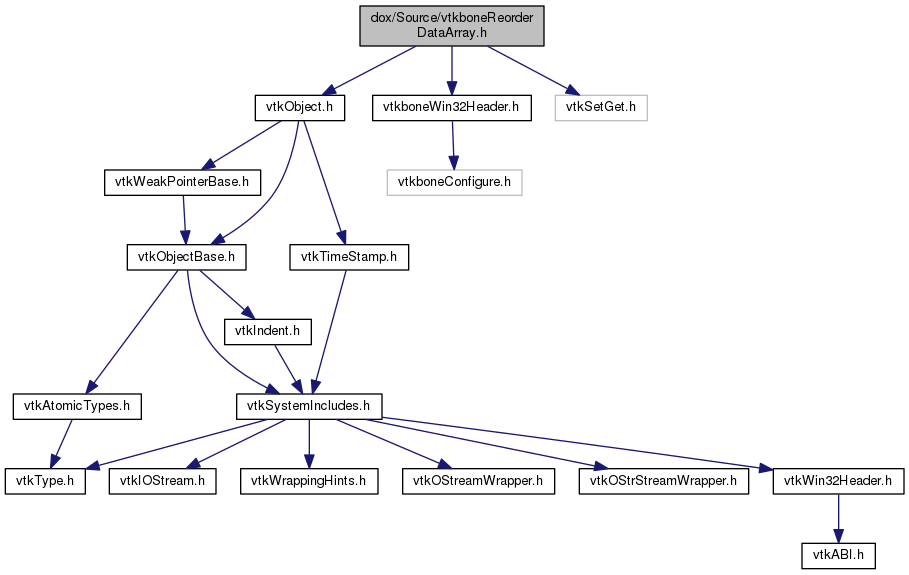 dox/Source/vtkboneReorder
DataArray.h
vtkObject.h
vtkboneWin32Header.h
vtkSetGet.h
vtkWeakPointerBase.h
vtkboneConfigure.h
vtkObjectBase.h
vtkTimeStamp.h
vtkIndent.h
vtkAtomicTypes.h
vtkSystemIncludes.h
vtkType.h
vtkIOStream.h
vtkWrappingHints.h
vtkOStreamWrapper.h
vtkOStrStreamWrapper.h
vtkWin32Header.h
vtkABI.h